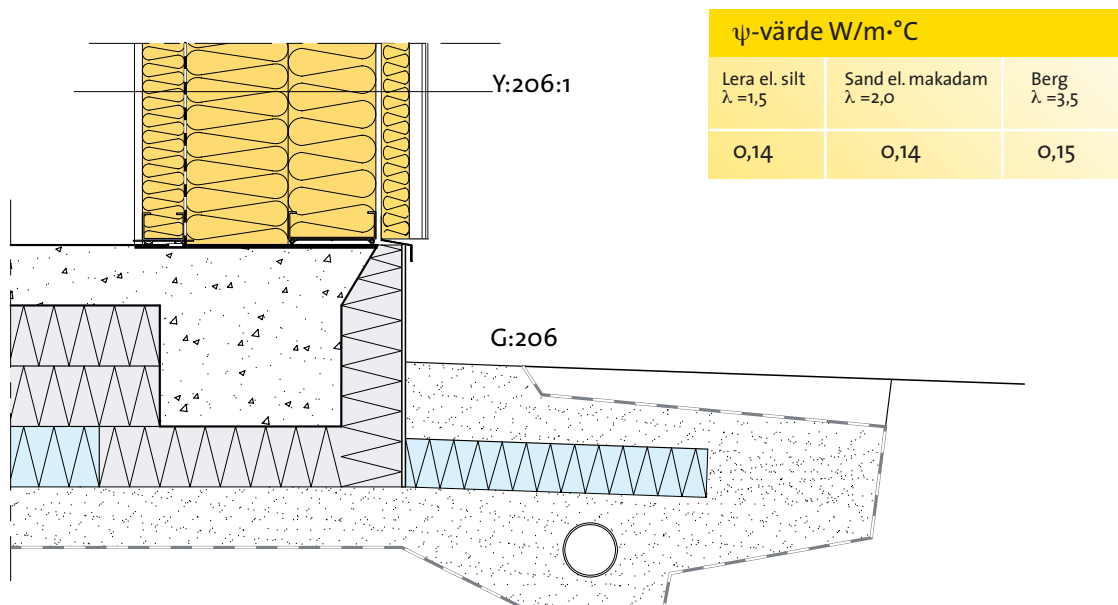 ψ-värde W/m·°C
Lera el. silt
λ =1,5
Sand el. makadam
λ =2,0
Berg
λ =3,5
0,14
0,14
0,15
Y:206:1
G:206